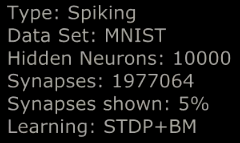 Type: Spiking
Data Set: MNIST
Hidden Neurons: 10000
Synapses: 1977064
Synapses shown: 5%
Learning: STDP+BM